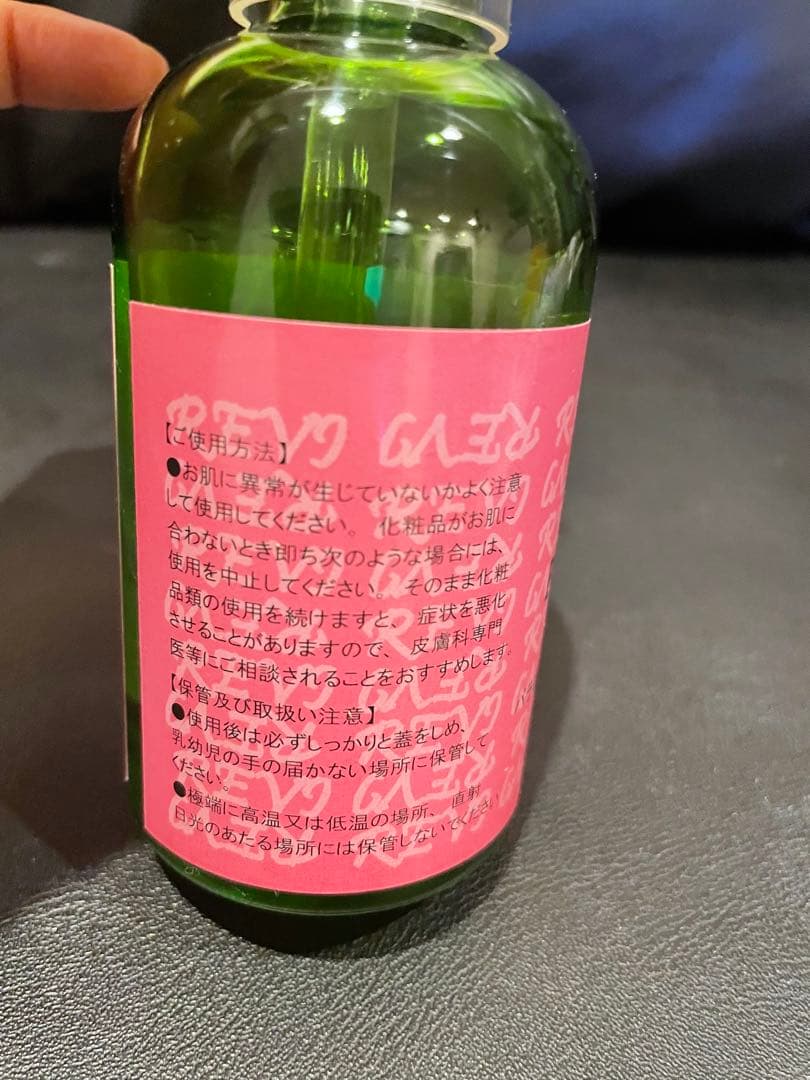 【ご使用方法】
●お肌に異常が生じていないかよく注意
して使用してください。 化粧品がお肌に
合わないとき即ち次のような場合には、
使用を中止してください。 そのまま化粧
品類の使用を続けますと、 症状を悪化
させることがありますので、 皮膚科専門
医等にご相談されることをおすすめします。
【保管及び取扱い注意】
●使用後は必ずしっかりと蓋をしめ、
乳幼児の手の届かない場所に保管して
ください。
●極端に高温又は低温の場所、 直射
日光のあたる場所には保管しないでください